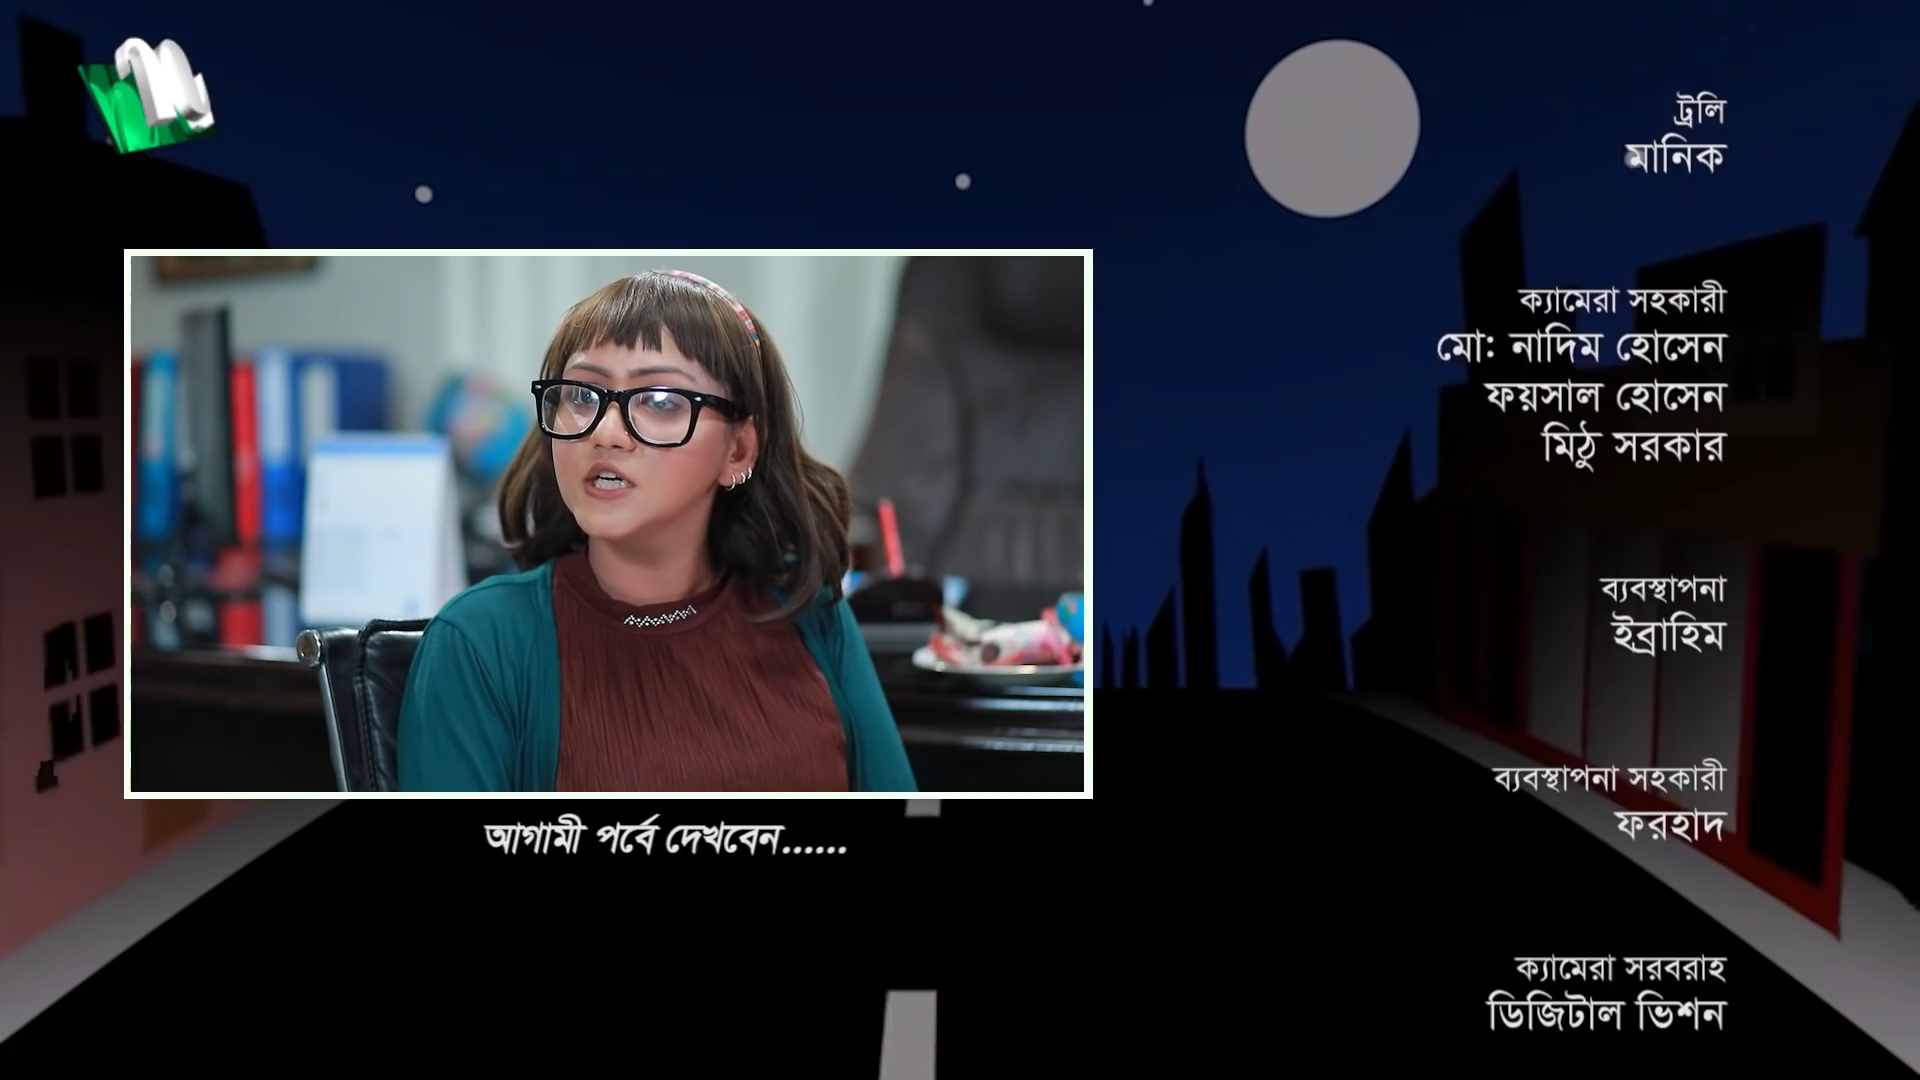 ট্রলি
মানিক
ক্যামেরা সহকারী
মো: নাদিম হোসেন
ফয়সাল হোসেন
মিঠু সরকার
ব্যবস্থাপনা
ইব্রাহিম
ব্যবস্থাপনা সহকারী
ফরহাদ
ক্যামেরা সরবরাহ
ডিজিটাল ভিশন
আগামী পর্বে দেখবেন......